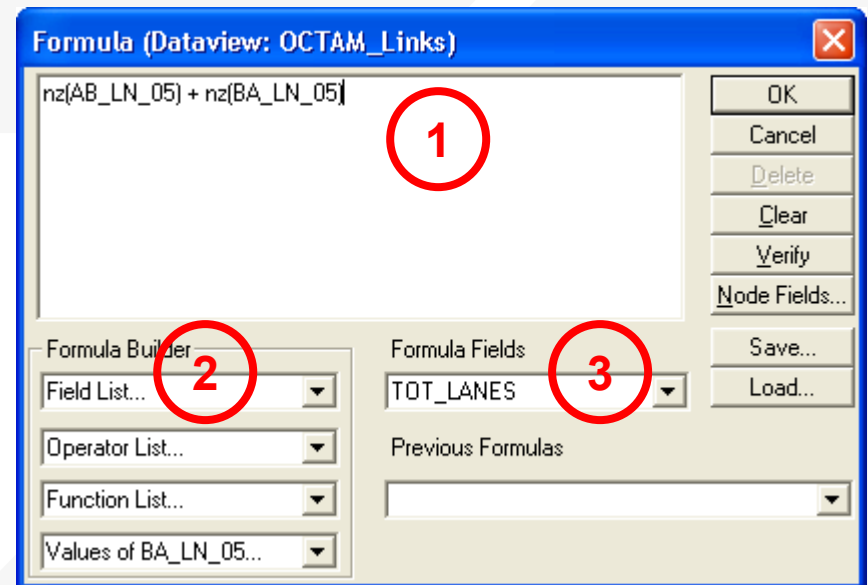 Formula (Dataview: OCTAM_Links)
nz(AB_LN_05) + nz(BA_LN_05)
1
OK
Cancel
Delete
Clear
Verify
Node Fields...
Save...
Load...
Formula Builder
2
Field List...
Operator List...
Function List...
Values of BA_LN_05...
Formula Fields
3
TOT_LANES
Previous Formulas